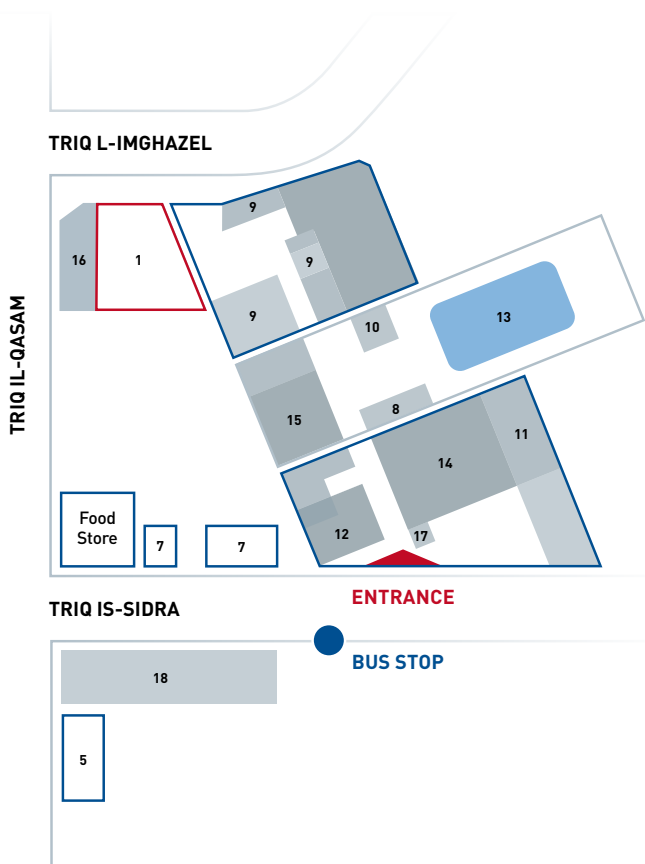 TRIQ L-IMGHAZEL
9
16
1
9
9
10
13
TRIQ IL-QASAM
8
15
11
14
Food
Store
7
7
12
17
ENTRANCE
TRIQ IS-SIDRA
BUS STOP
18
5